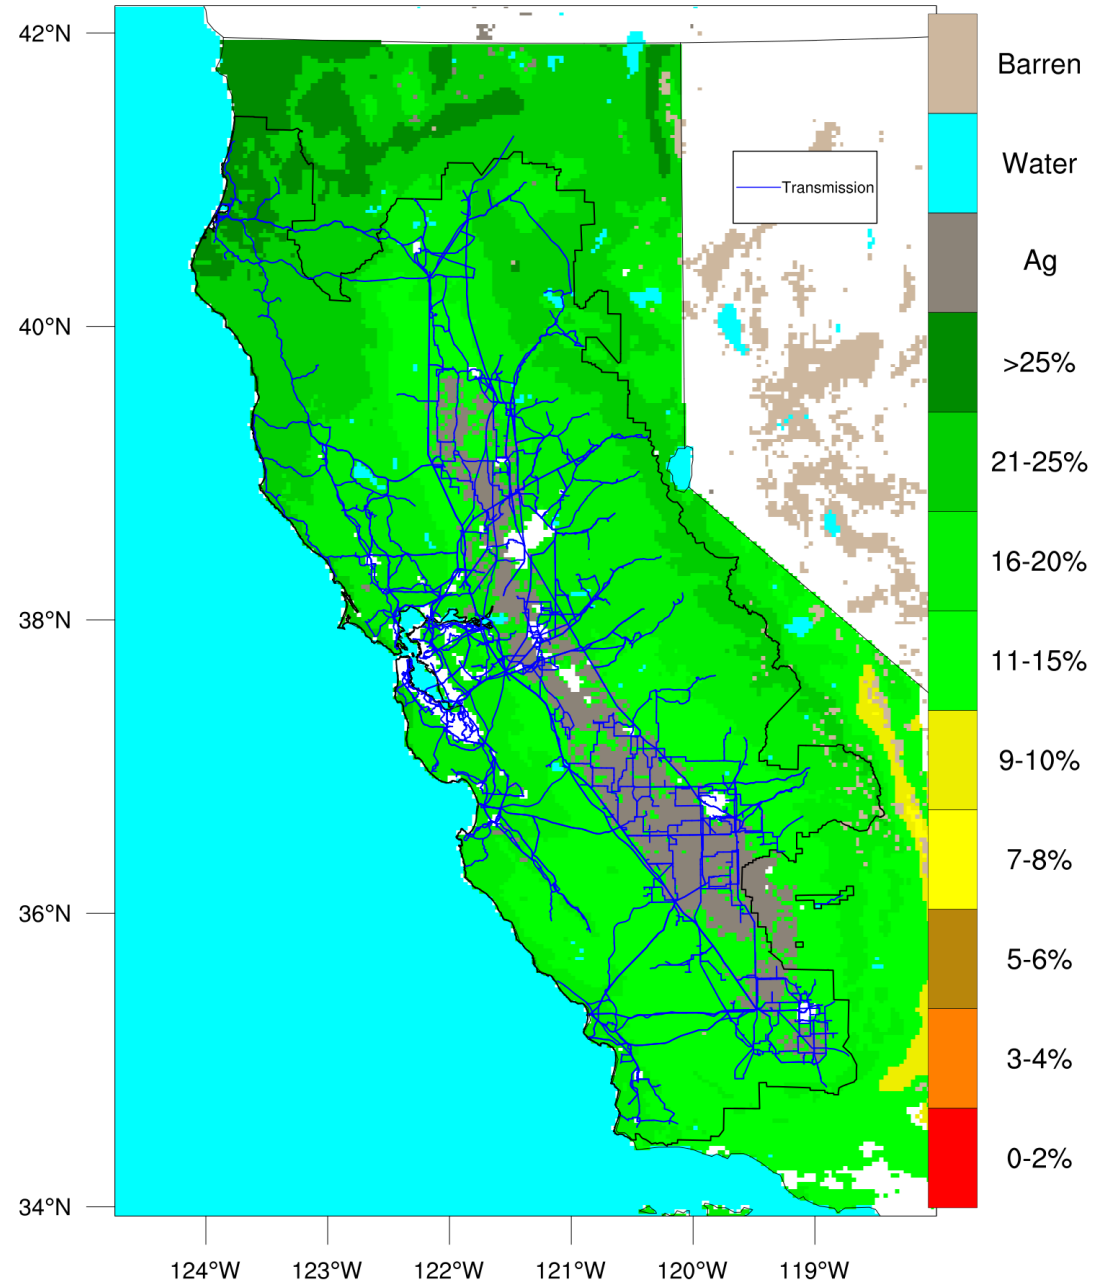 42°N
40°N
38°N
36°N
34°N
124°W
123°W
122°W
121°W
120°W
119°W
Transmission
Barren
Water
Ag
>25%
21-25%
16-20%
11-15%
9-10%
7-8%
5-6%
3-4%
0-2%